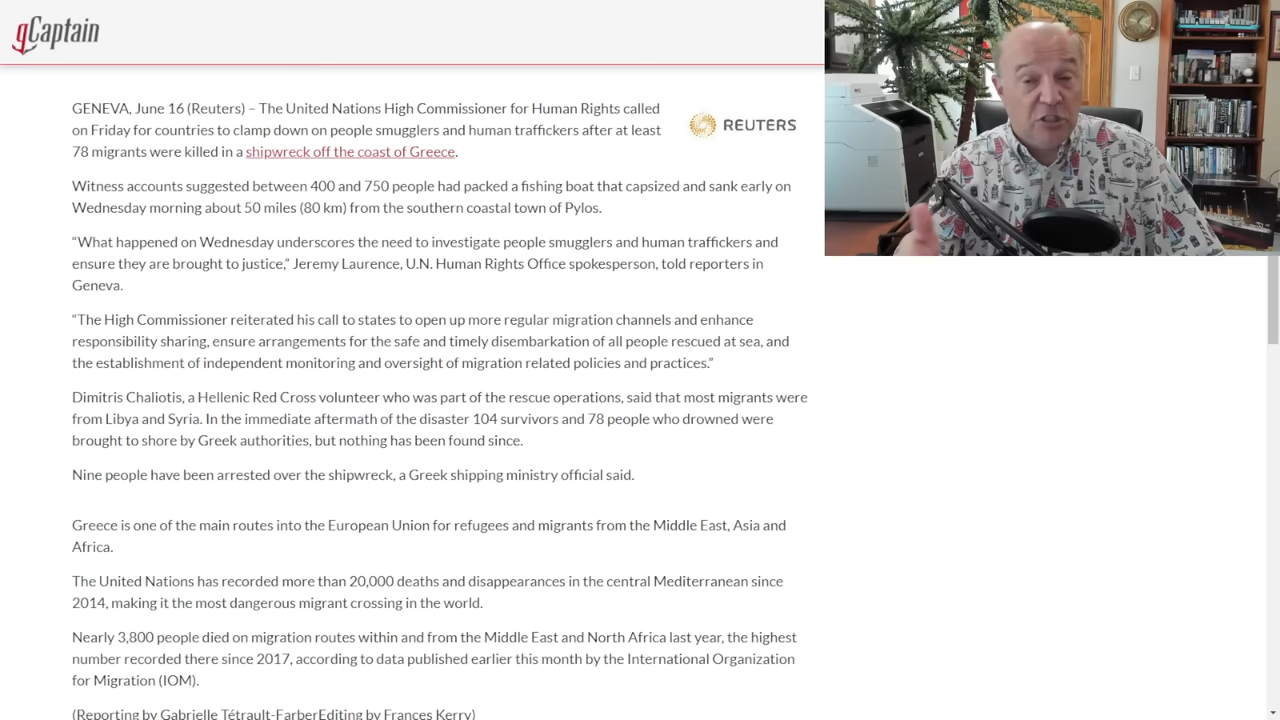 gCaptain
GENEVA, June 16 (Reuters) – The United Nations High Commissioner for Human Rights called
on Friday for countries to clamp down on people smugglers and human traffickers after at least
78 migrants were killed in a shipwreck off the coast of Greece.
REUTERS
Witness accounts suggested between 400 and 750 people had packed a fishing boat that capsized and sank early on
Wednesday morning about 50 miles (80 km) from the southern coastal town of Pylos.
“What happened on Wednesday underscores the need to investigate people smugglers and human traffickers and
ensure they are brought to justice,” Jeremy Laurence, U.N. Human Rights Office spokesperson, told reporters in
Geneva.
“The High Commissioner reiterated his call to states to open up more regular migration channels and enhance
responsibility sharing, ensure arrangements for the safe and timely disembarkation of all people rescued at sea, and
the establishment of independent monitoring and oversight of migration related policies and practices.”
Dimitris Chaliotis, a Hellenic Red Cross volunteer who was part of the rescue operations, said that most migrants were
from Libya and Syria. In the immediate aftermath of the disaster 104 survivors and 78 people who drowned were
brought to shore by Greek authorities, but nothing has been found since.
Nine people have been arrested over the shipwreck, a Greek shipping ministry official said.
Greece is one of the main routes into the European Union for refugees and migrants from the Middle East, Asia and
Africa.
The United Nations has recorded more than 20,000 deaths and disappearances in the central Mediterranean since
2014, making it the most dangerous migrant crossing in the world.
Nearly 3,800 people died on migration routes within and from the Middle East and North Africa last year, the highest
number recorded there since 2017, according to data published earlier this month by the International Organization
for Migration (IOM).
(Reporting by Gabrielle Tétrault-FarberEditing by Frances Kerry)